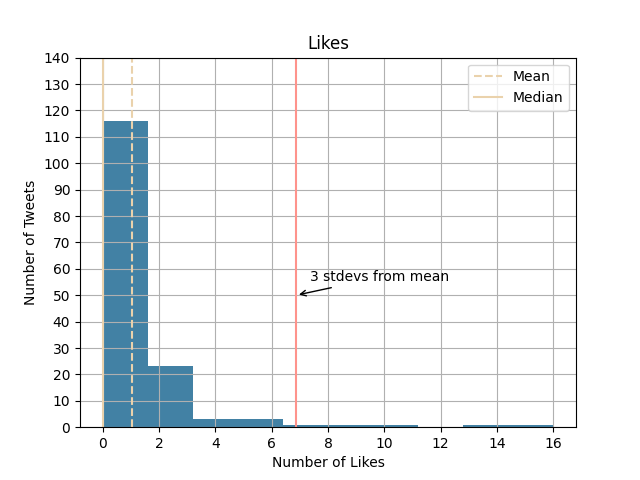 Likes
140
130
120
110
100
90
80
70
60
50
40
30
20
10
0
Number of Tweets
Mean
Median
3 stdevs from mean
0 2 4 6 8 10 12 14 16
Number of Likes